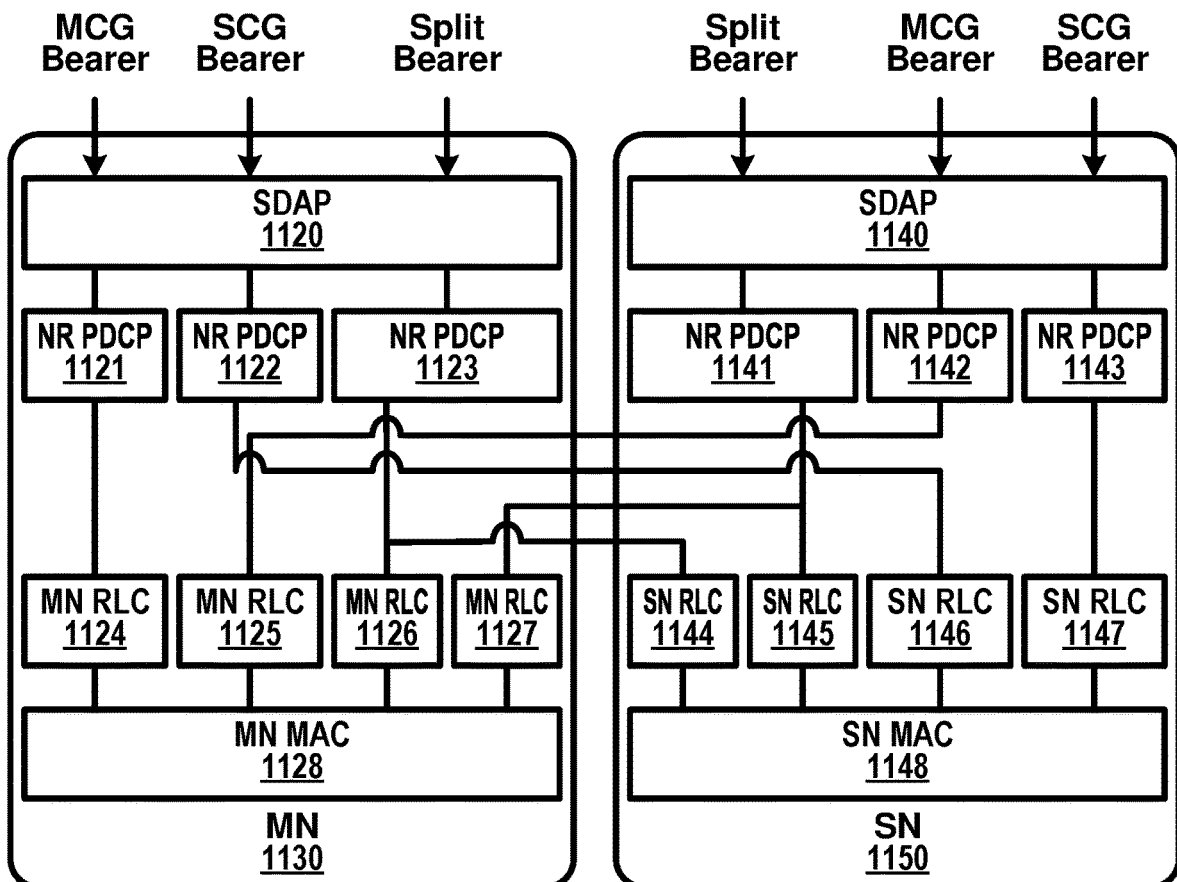 MCG
Bearer
SCG
Bearer
Split
Bearer
Split
Bearer
MCG
Bearer
SCG
Bearer
SDAP
1120
SDAP
1140
NR PDCP
1121
NR PDCP
1122
NR PDCP
1123
NR PDCP
1141
NR PDCP
1142
NR PDCP
1143
MN RLC
1124
MN RLC
1125
MN RLC
1126
MN RLC
1127
SN RLC
1144
SN RLC
1145
SN RLC
1146
SN RLC
1147
MN MAC
1128
SN MAC
1148
MN
1130
SN
1150